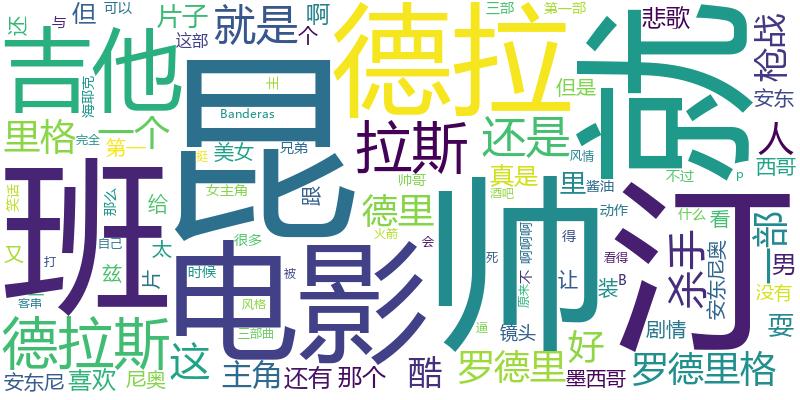 还
与
但
可以
片子
这部
就是
个
啊
三部
第一部
悲歌
枪战
吉他
海耶克
主
昆
德拉
就
但是
安东
里格
完全
一个
第一
Banderas
美女
挺
兄弟
拉斯
还是
风情
人
西哥
笑话
班
那么
给
女主角
跟
帅哥
真是
里
酱油
酒吧
不过
p
又
自己
太
很多
德里
火箭
帅
动作
什么
看
一部
打
兹
片
电影
会
死
啊啊啊
得
汀
杀手
安东尼奥
男
时候
被
看得
没有
客串
风格
原来
不
让
装
B
德拉斯
这
三部曲
逼
镜头
剧情
耍
安东尼
喜欢
尼奥
主角
还有
那个
酷
罗德里
好
墨西哥
罗德里格